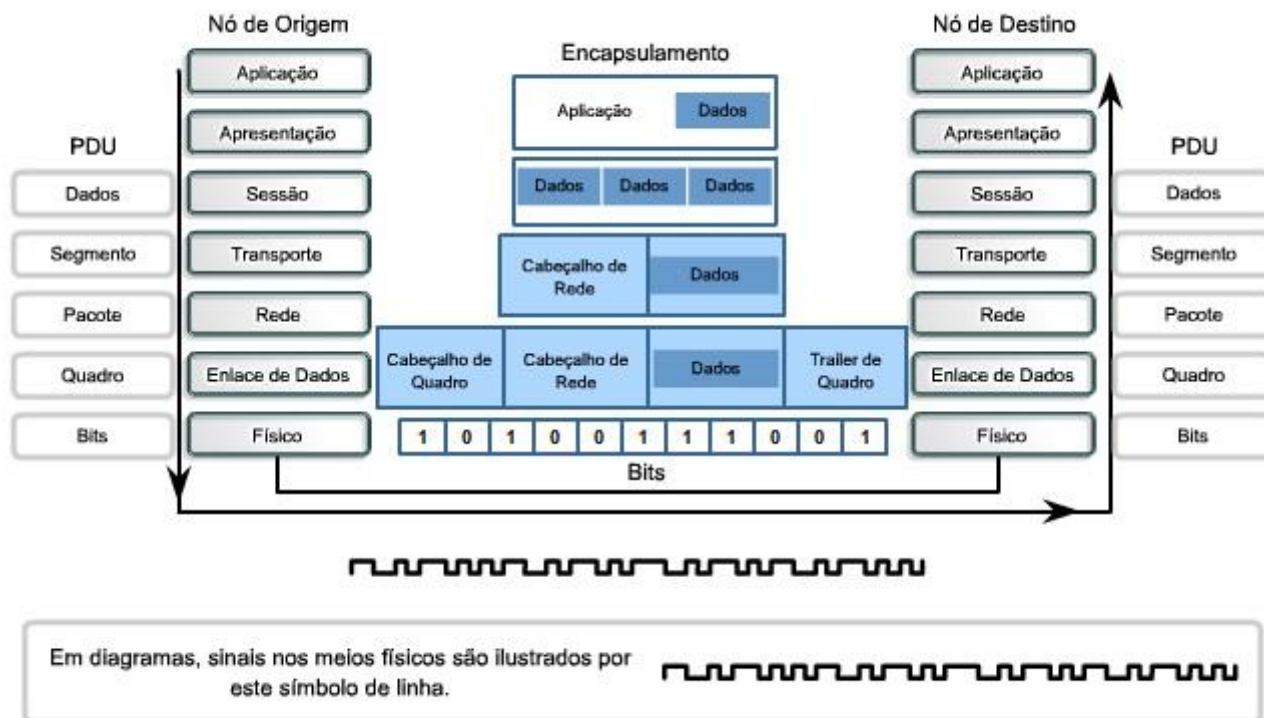 Nó de Origem
Nó de Destino
Encapsulamento
PDU
Dados
Segmento
Pacote
Quadro
Bits
Aplicação
Apresentação
Sessão
Transporte
Rede
Enlace de Dados
Físico
Aplicação
Dados
Dados
Dados
Dados
Cabeçalho de
Rede
Dados
Cabeçalho de
Quadro
Cabeçalho de
Rede
Dados
Trailer de
Quadro
1 0 1 0 0 1 1 1 0 0 1
Bits
Aplicação
Apresentação
Sessão
Transporte
Rede
Enlace de Dados
Físico
PDU
Dados
Segmento
Pacote
Quadro
Bits
Em diagramas, sinais nos meios físicos são ilustrados por
este símbolo de linha.